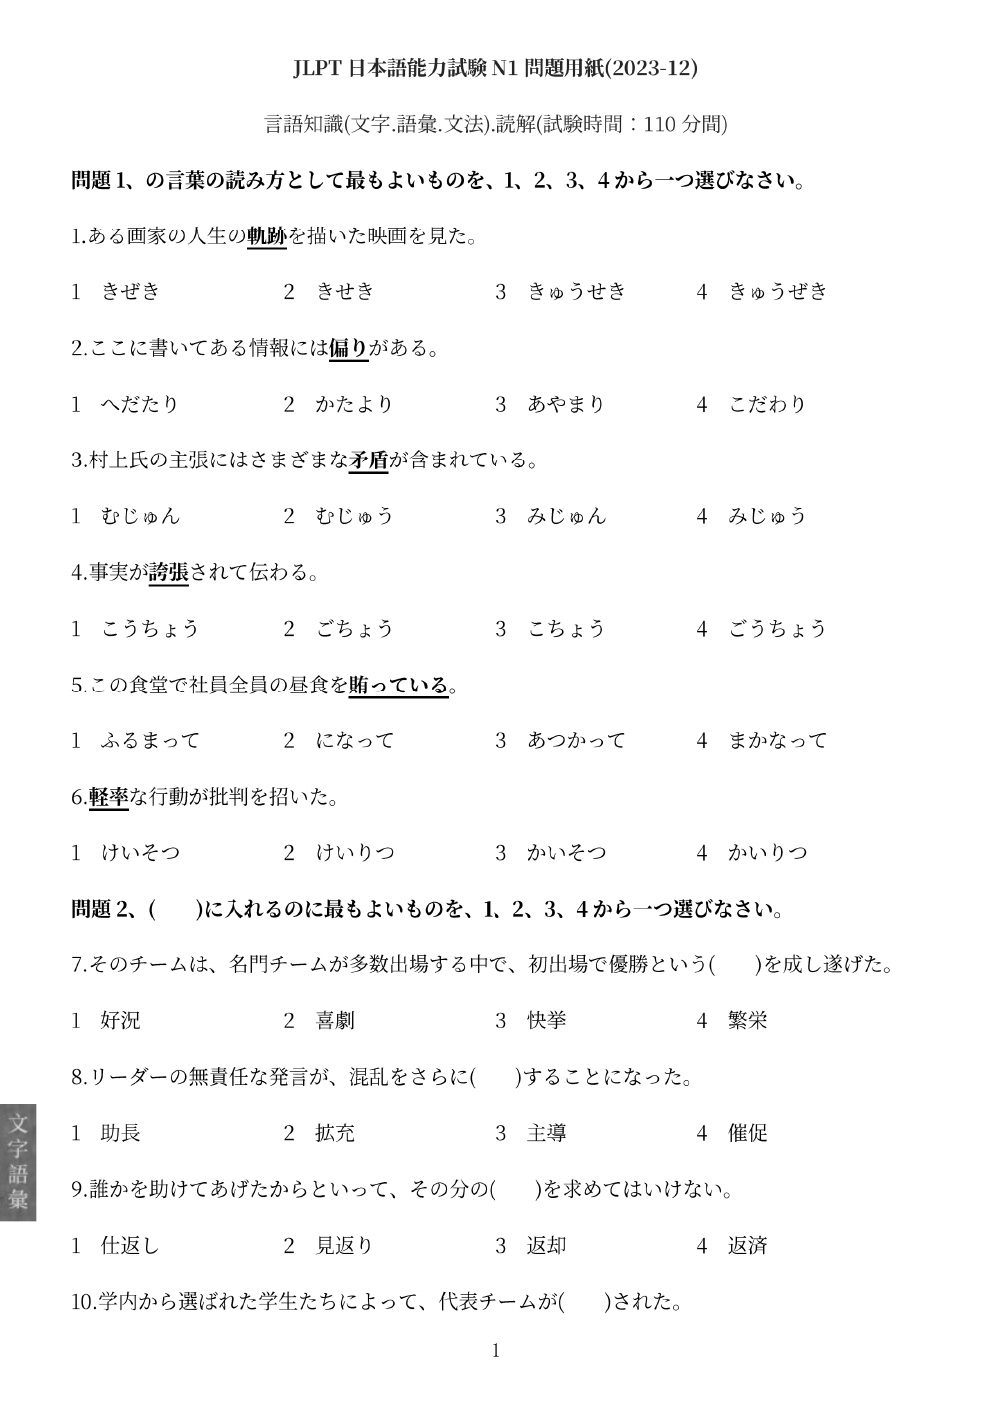 JLPT 日本語能力試験 N1 問題用紙(2023-12)
言語知識(文字.語彙.文法).読解(試験時間：110 分間)
問題 1、の言葉の読み方として最もよいものを、1、2、3、4 から一つ選びなさい。
1.ある画家の人生の軌跡を描いた映画を見た。
1　きぜき　2　きせき　3　きゅうせき　4　きゅうぜき
2.ここに書いてある情報には偏りがある。
1　へだたり　2　かたより　3　あやまり　4　こだわり
3.村上氏の主張にはさまざまな矛盾が含まれている。
1　むじゅん　2　むじゅう　3　みじゅん　4　みじゅう
4.事実が誇張されて伝わる。
1　こうちょう　2　ごちょう　3　こちょう　4　ごうちょう
5.この食堂で社員全員の昼食を賄っている。
1　ふるまって　2　になって　3　あつかって　4　まかなって
6.軽率な行動が批判を招いた。
1　けいそつ　2　けいりつ　3　かいそつ　4　かいりつ
問題 2、(　　)に入れるのに最もよいものを、1、2、3、4 から一つ選びなさい。
7.そのチームは、名門チームが多数出場する中で、初出場で優勝という(　　)を成し遂げた。
1　好況　2　喜劇　3　快挙　4　繁栄
8.リーダーの無責任な発言が、混乱をさらに(　　)することになった。
1　助長　2　拡充　3　主導　4　催促
9.誰かを助けてあげたからといって、その分の(　　)を求めてはいけない。
1　仕返し　2　見返り　3　返却　4　返済
10.学内から選ばれた学生たちによって、代表チームが(　　)された。
文字語彙
1